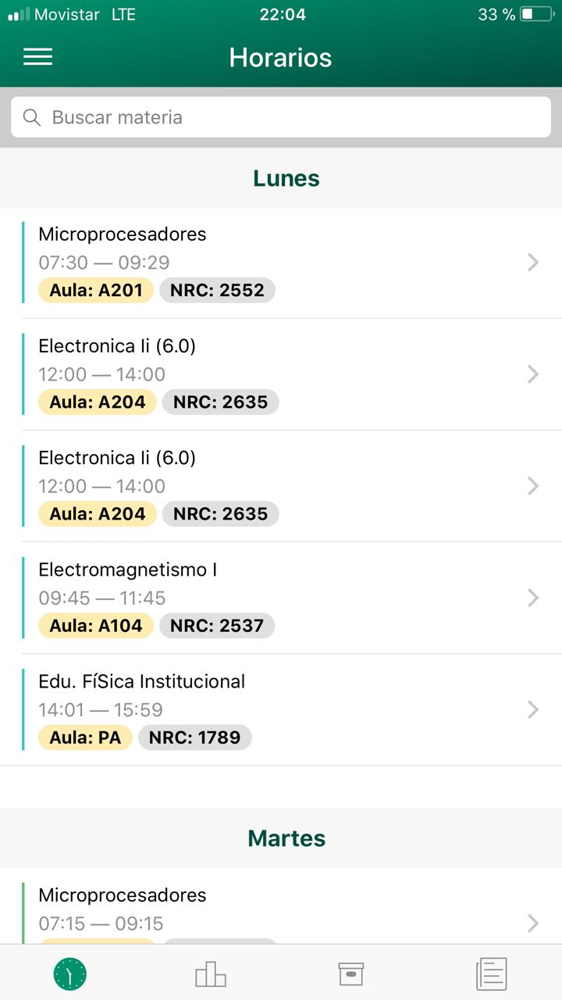 Movistar LTE 22:04 33 %
Horarios
Buscar materia
Lunes
Microprocesadores
07:30 — 09:29
Aula: A201 NRC: 2552
Electronica Ii (6.0)
12:00 — 14:00
Aula: A204 NRC: 2635
Electronica Ii (6.0)
12:00 — 14:00
Aula: A204 NRC: 2635
Electromagnetismo I
09:45 — 11:45
Aula: A104 NRC: 2537
Edu. FíSica Institucional
14:01 — 15:59
Aula: PA NRC: 1789
Martes
Microprocesadores
07:15 — 09:15